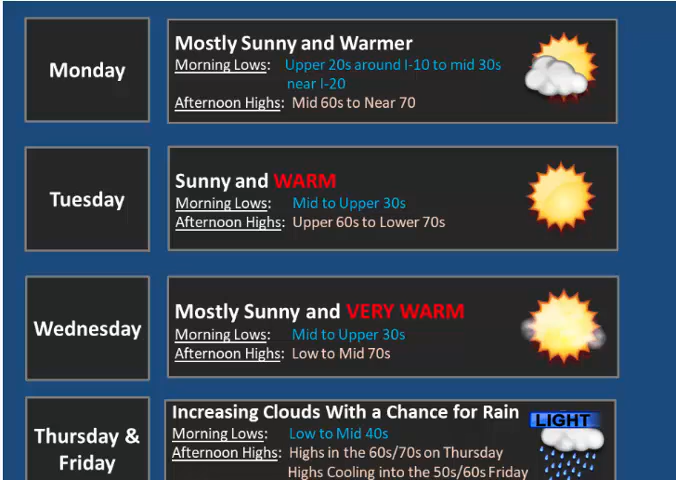 Monday
Mostly Sunny and Warmer
Morning Lows: Upper 20s around I-10 to mid 30s
near I-20
Afternoon Highs: Mid 60s to Near 70
Tuesday
Sunny and WARM
Morning Lows: Mid to Upper 30s
Afternoon Highs: Upper 60s to Lower 70s
Wednesday
Mostly Sunny and VERY WARM
Morning Lows: Mid to Upper 30s
Afternoon Highs: Low to Mid 70s
Thursday &
Friday
Increasing Clouds With a Chance for Rain
Morning Lows: Low to Mid 40s
Afternoon Highs: Highs in the 60s/70s on Thursday
Highs Cooling into the 50s/60s Friday
LIGHT